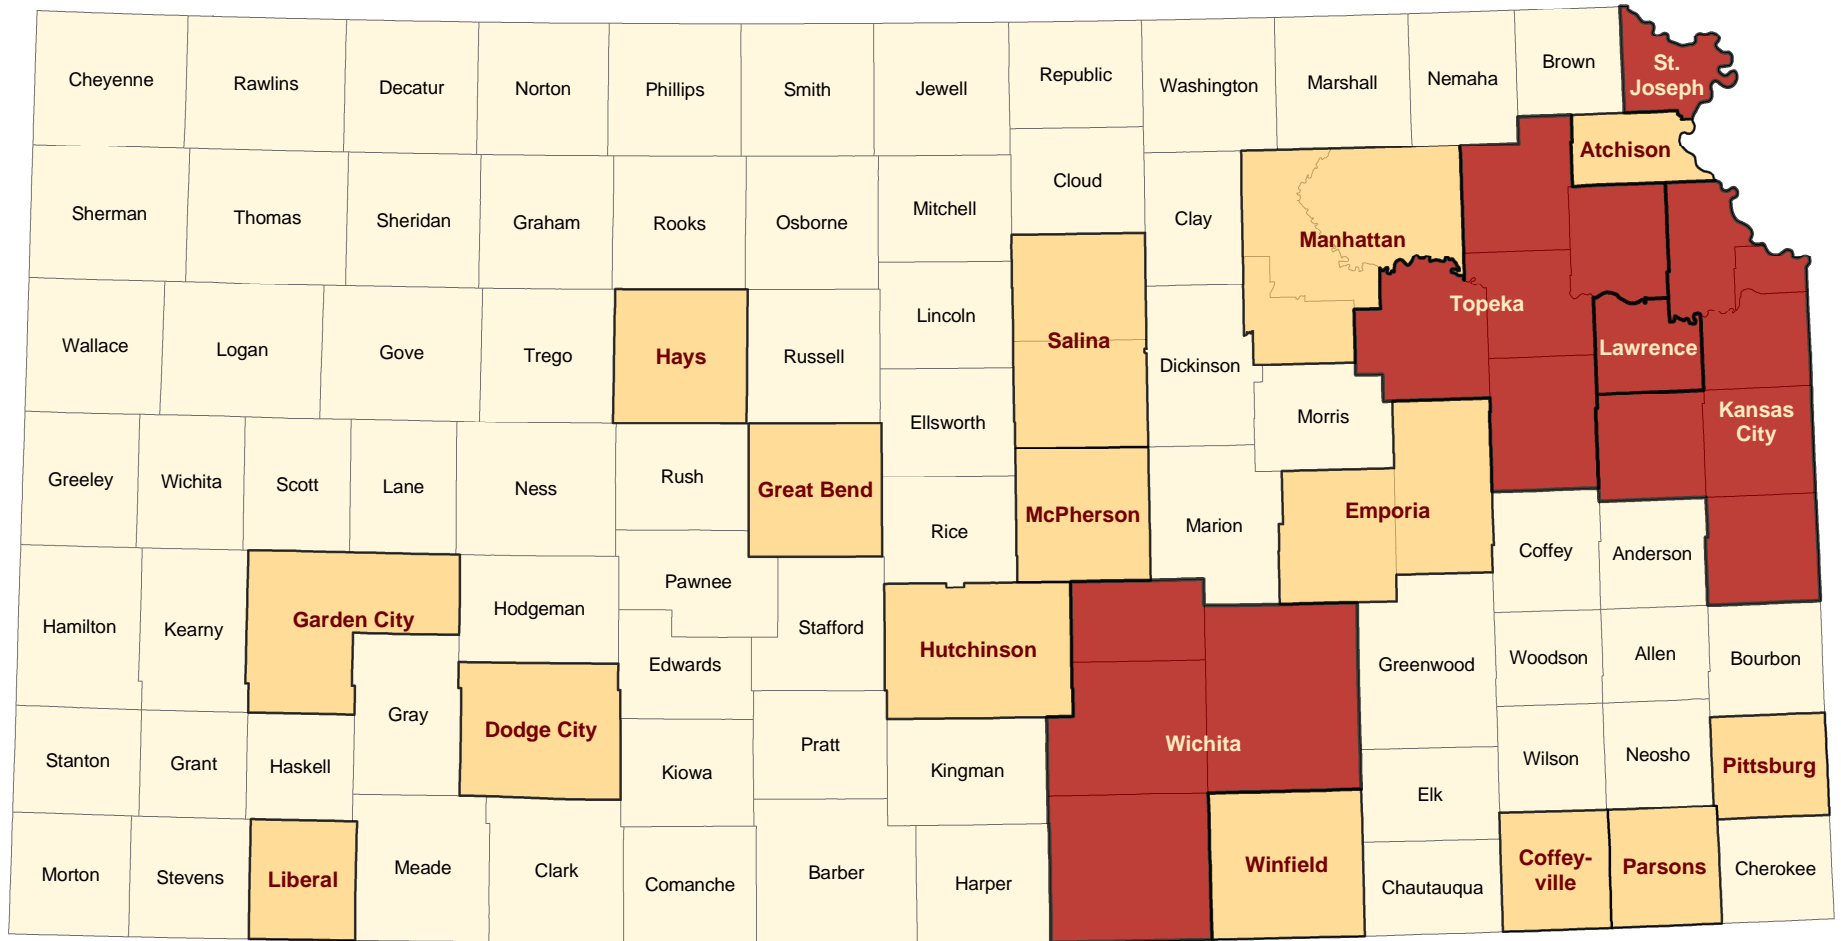 Cheyenne
Rawlins
Decatur
Norton
Phillips
Smith
Jewell
Republic
Washington
Marshall
Nemaha
Brown
St.
Joseph
Sherman
Thomas
Sheridan
Graham
Rooks
Osborne
Mitchell
Cloud
Clay
Manhattan
Atchison
Wallace
Logan
Gove
Trego
Hays
Russell
Lincoln
Salina
Dickinson
Topeka
Lawrence
Kansas
City
Greeley
Wichita
Scott
Lane
Ness
Rush
Great Bend
Ellsworth
Rice
McPherson
Marion
Morris
Emporia
Coffey
Anderson
Hamilton
Kearny
Garden City
Hodgeman
Pawnee
Edwards
Stafford
Hutchinson
Wichita
Greenwood
Woodson
Allen
Bourbon
Stanton
Grant
Haskell
Gray
Dodge City
Kiowa
Pratt
Kingman
Elk
Wilson
Neosho
Pittsburg
Morton
Stevens
Liberal
Meade
Clark
Comanche
Barber
Harper
Winfield
Chautauqua
Coffey-
ville
Parsons
Cherokee